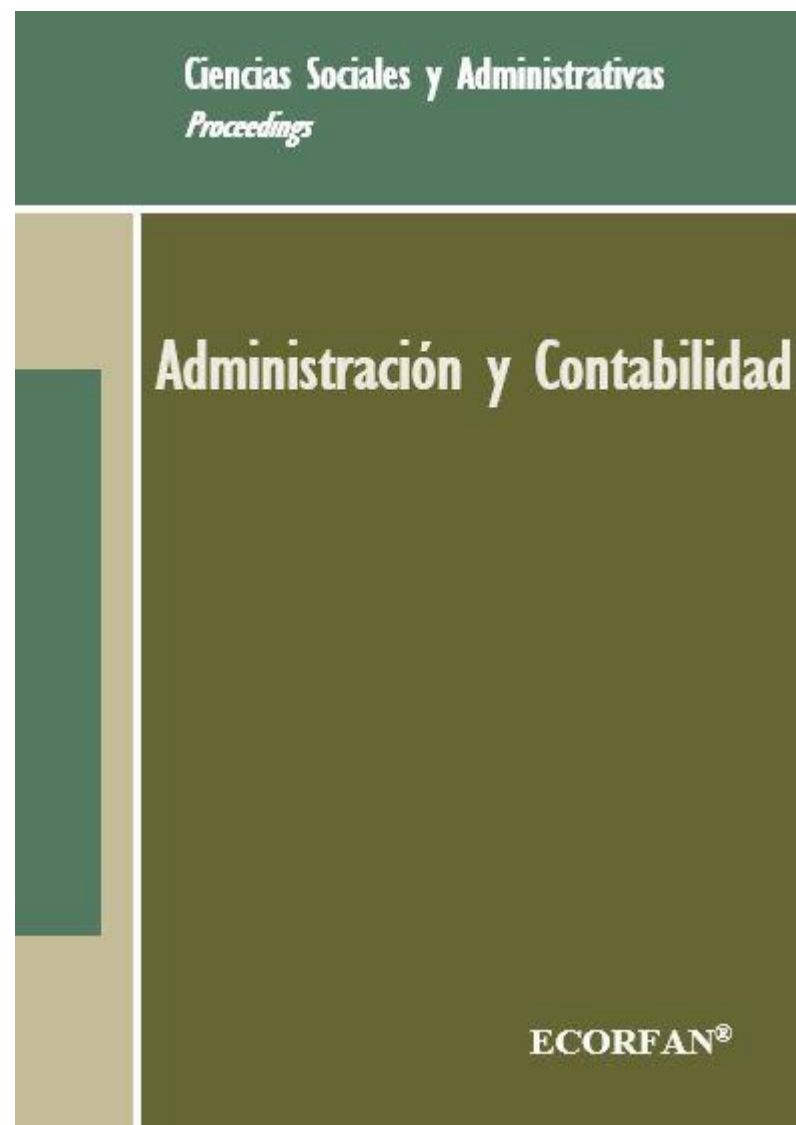 Ciencias Sociales y Administrativas
Proceedings
Administración y Contabilidad
ECORFAN®